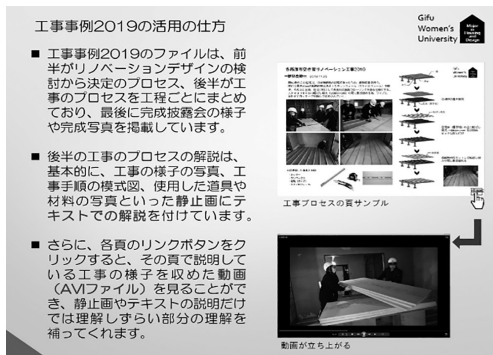 工事事例2019の活用の仕方
Gifu
Women's
University
■ 工事事例2019のファイルは、前
半がリノベーションデザインの検
討から決定のプロセス、後半が工
事のプロセスを工程ごとにまとめ
ており、最後に完成披露会の様子
や完成写真を掲載しています。
■ 後半の工事のプロセスの解説は、
基本的に、工事の様子の写真、工
事手順の模式図、使用した道具や
材料の写真といった静止画にテ
キストでの解説を付けています。
■ さらに、各頁のリンクボタンをク
リックすると、その頁で説明して
いる工事の様子を収めた動画
（AVIファイル）を見ることがで
き、静止画やテキストの説明だけ
では理解しずらい部分の理解を
補ってくれます。
工事プロセスの頁サンプル
動画が立ち上がる